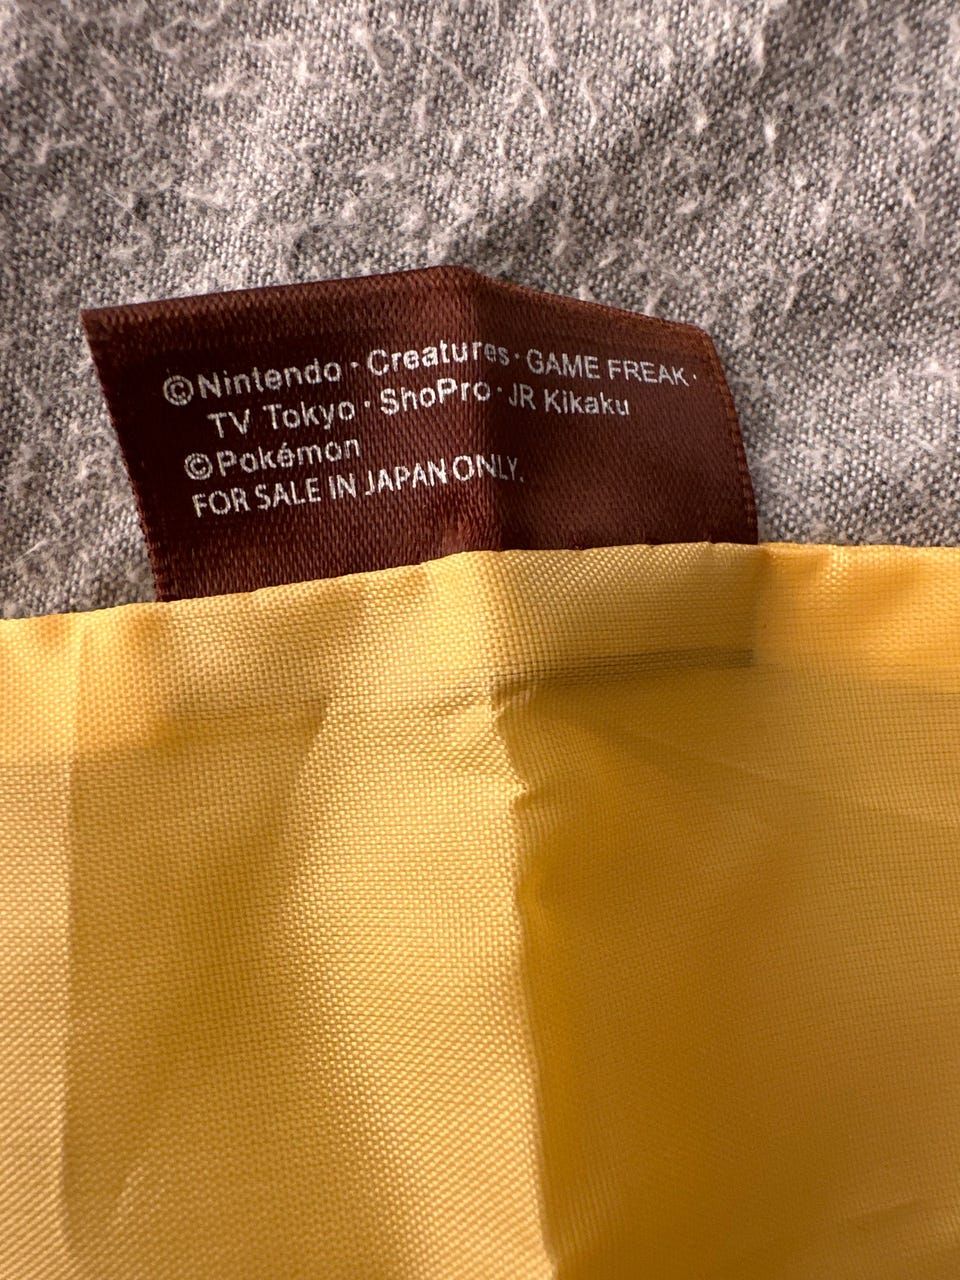 ©Nintendo・Creatures・GAME FREAK・
TV Tokyo・ShoPro・JR Kikaku
©Pokémon
FOR SALE IN JAPAN ONLY.